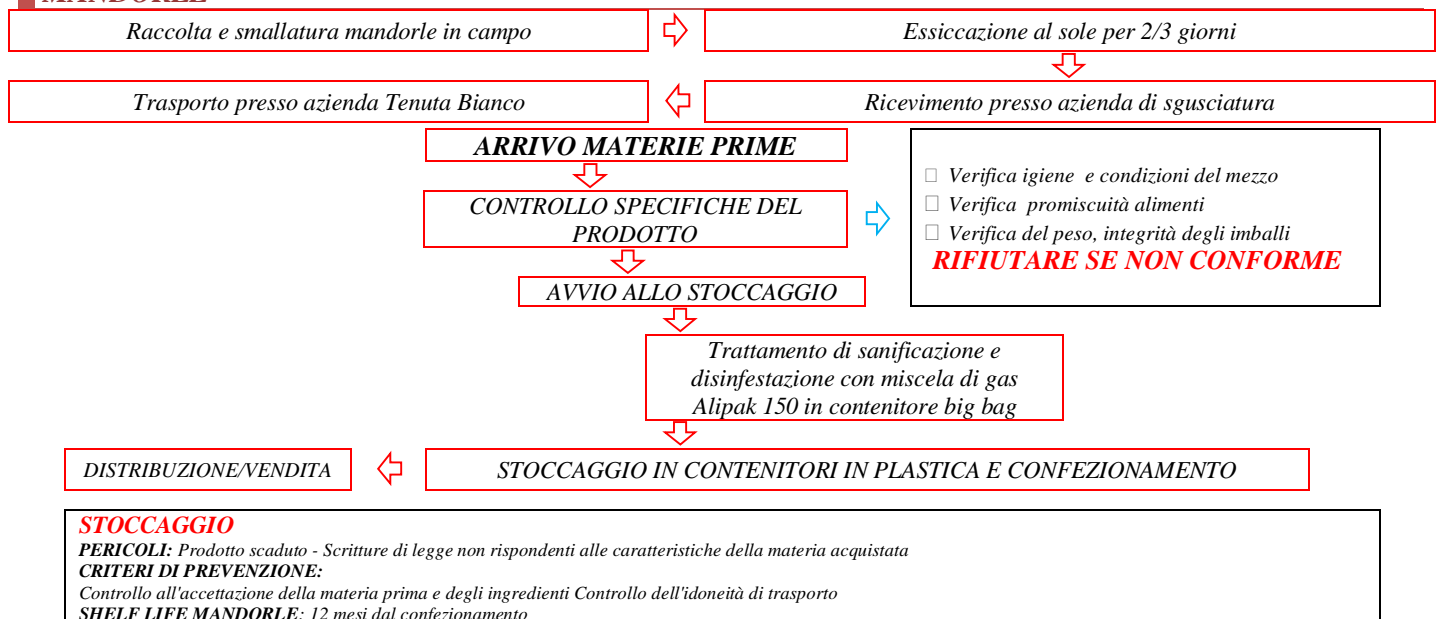 MANDORLE
Raccolta e smallatura mandorle in campo
Essiccazione al sole per 2/3 giorni
Trasporto presso azienda Tenuta Bianco
Ricevimento presso azienda di sgusciatura
ARRIVO MATERIE PRIME
CONTROLLO SPECIFICHE DEL
PRODOTTO
Verifica igiene e condizioni del mezzo
Verifica promiscuità alimenti
Verifica del peso, integrità degli imballi
RIFIUTARE SE NON CONFORME
AVVIO ALLO STOCCAGGIO
Trattamento di sanificazione e
disinfestazione con miscela di gas
Alipak 150 in contenitore big bag
DISTRIBUZIONE/VENDITA
STOCCAGGIO IN CONTENITORI IN PLASTICA E CONFEZIONAMENTO
STOCCAGGIO
PERICOLI: Prodotto scaduto - Scritture di legge non rispondenti alle caratteristiche della materia acquistata
CRITERI DI PREVENZIONE:
Controllo all'accettazione della materia prima e degli ingredienti Controllo dell'idoneità di trasporto
SHELF LIFE MANDORLE: 12 mesi dal confezionamento